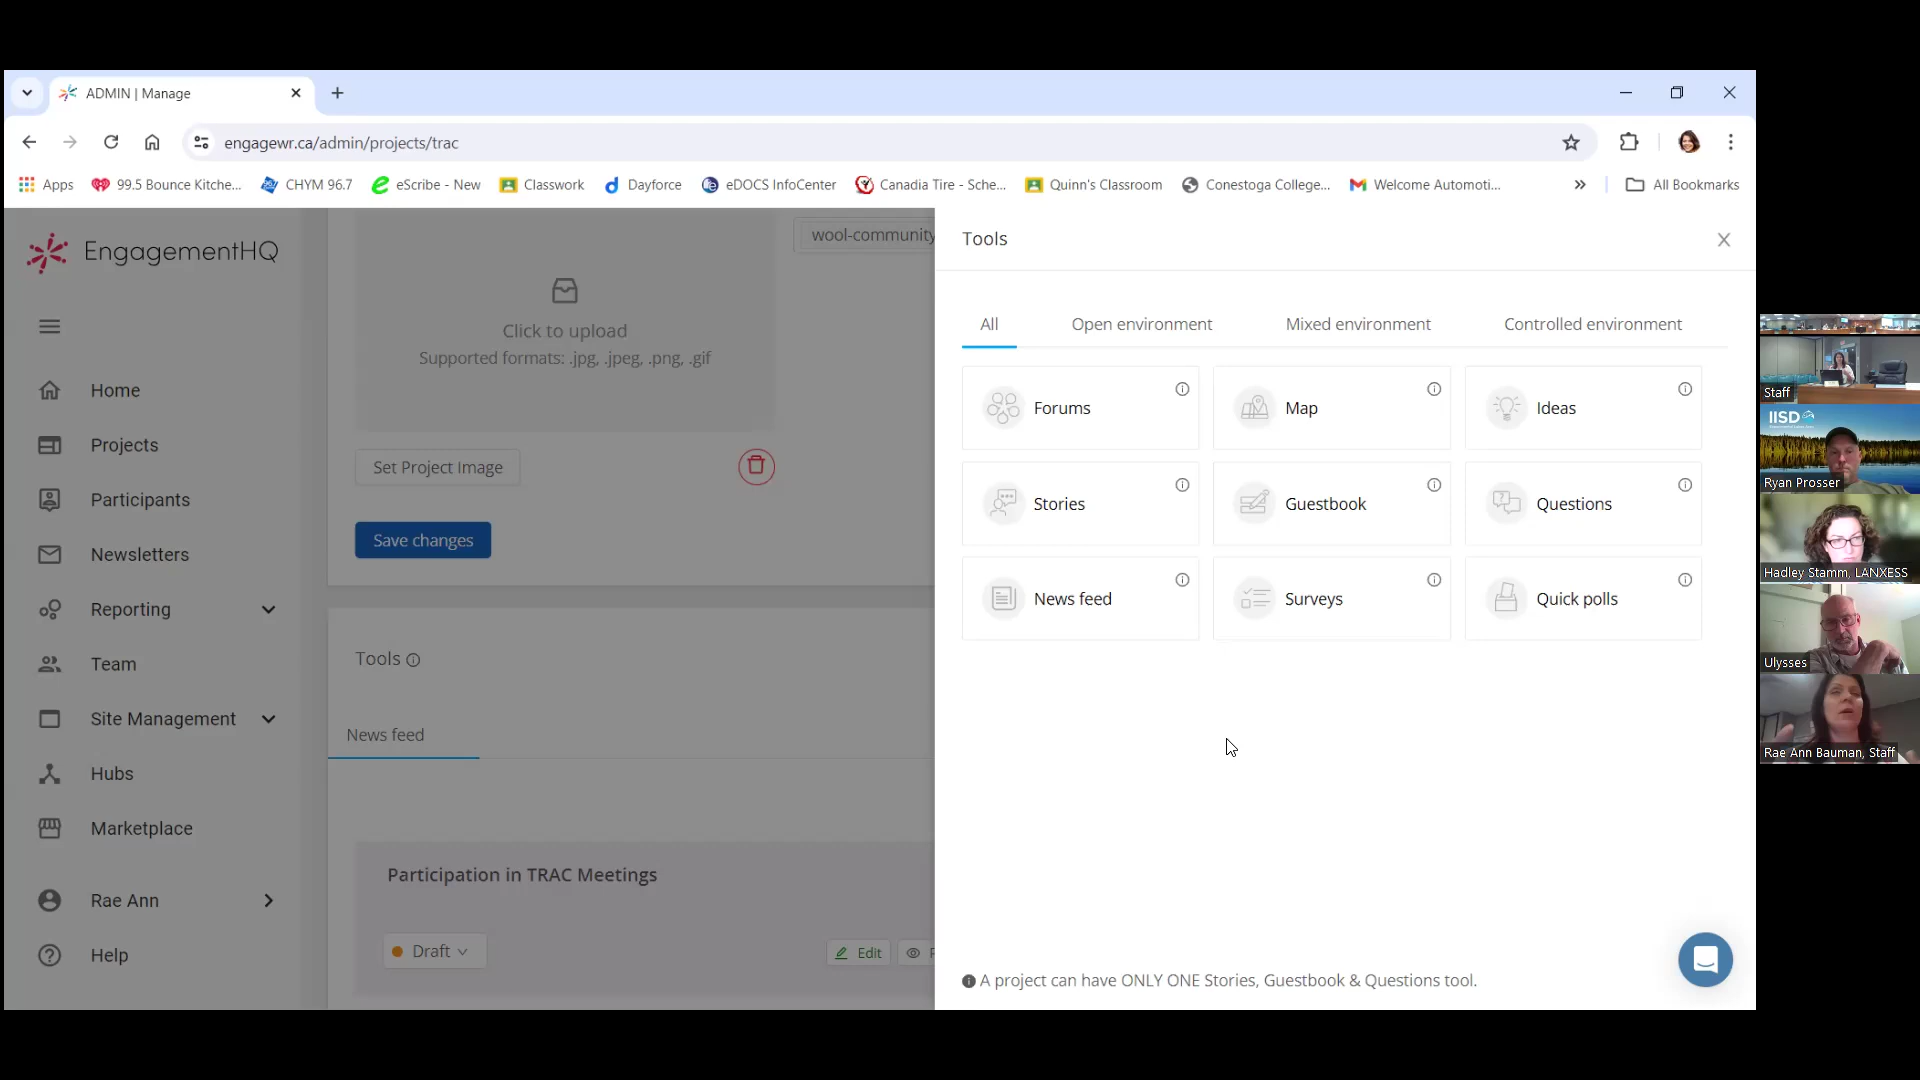 ADMIN | Manage
engagewr.ca/admin/projects/trac
Apps
99.5 Bounce Kitche...
CHYM 96.7
eScribe - New
Classwork
Dayforce
eDOCS InfoCenter
Canadia Tire - Sche...
Quinn's Classroom
Conestoga College...
Welcome Automoti...
All Bookmarks
EngagementHQ
Home
Projects
Participants
Newsletters
Reporting
Team
Site Management
Hubs
Marketplace
Rae Ann
Help
wool-community
Click to upload
Supported formats: .jpg, .jpeg, .png, .gif
Set Project Image
Save changes
Tools
News feed
Participation in TRAC Meetings
Draft
Edit
Tools
All
Open environment
Mixed environment
Controlled environment
Forums
Map
Ideas
Stories
Guestbook
Questions
News feed
Surveys
Quick polls
A project can have ONLY ONE Stories, Guestbook & Questions tool.
Staff
IISD
Ryan Prosser
Hadley Stamm, LANXESS
Ulysses
Rae Ann Bauman, Staff